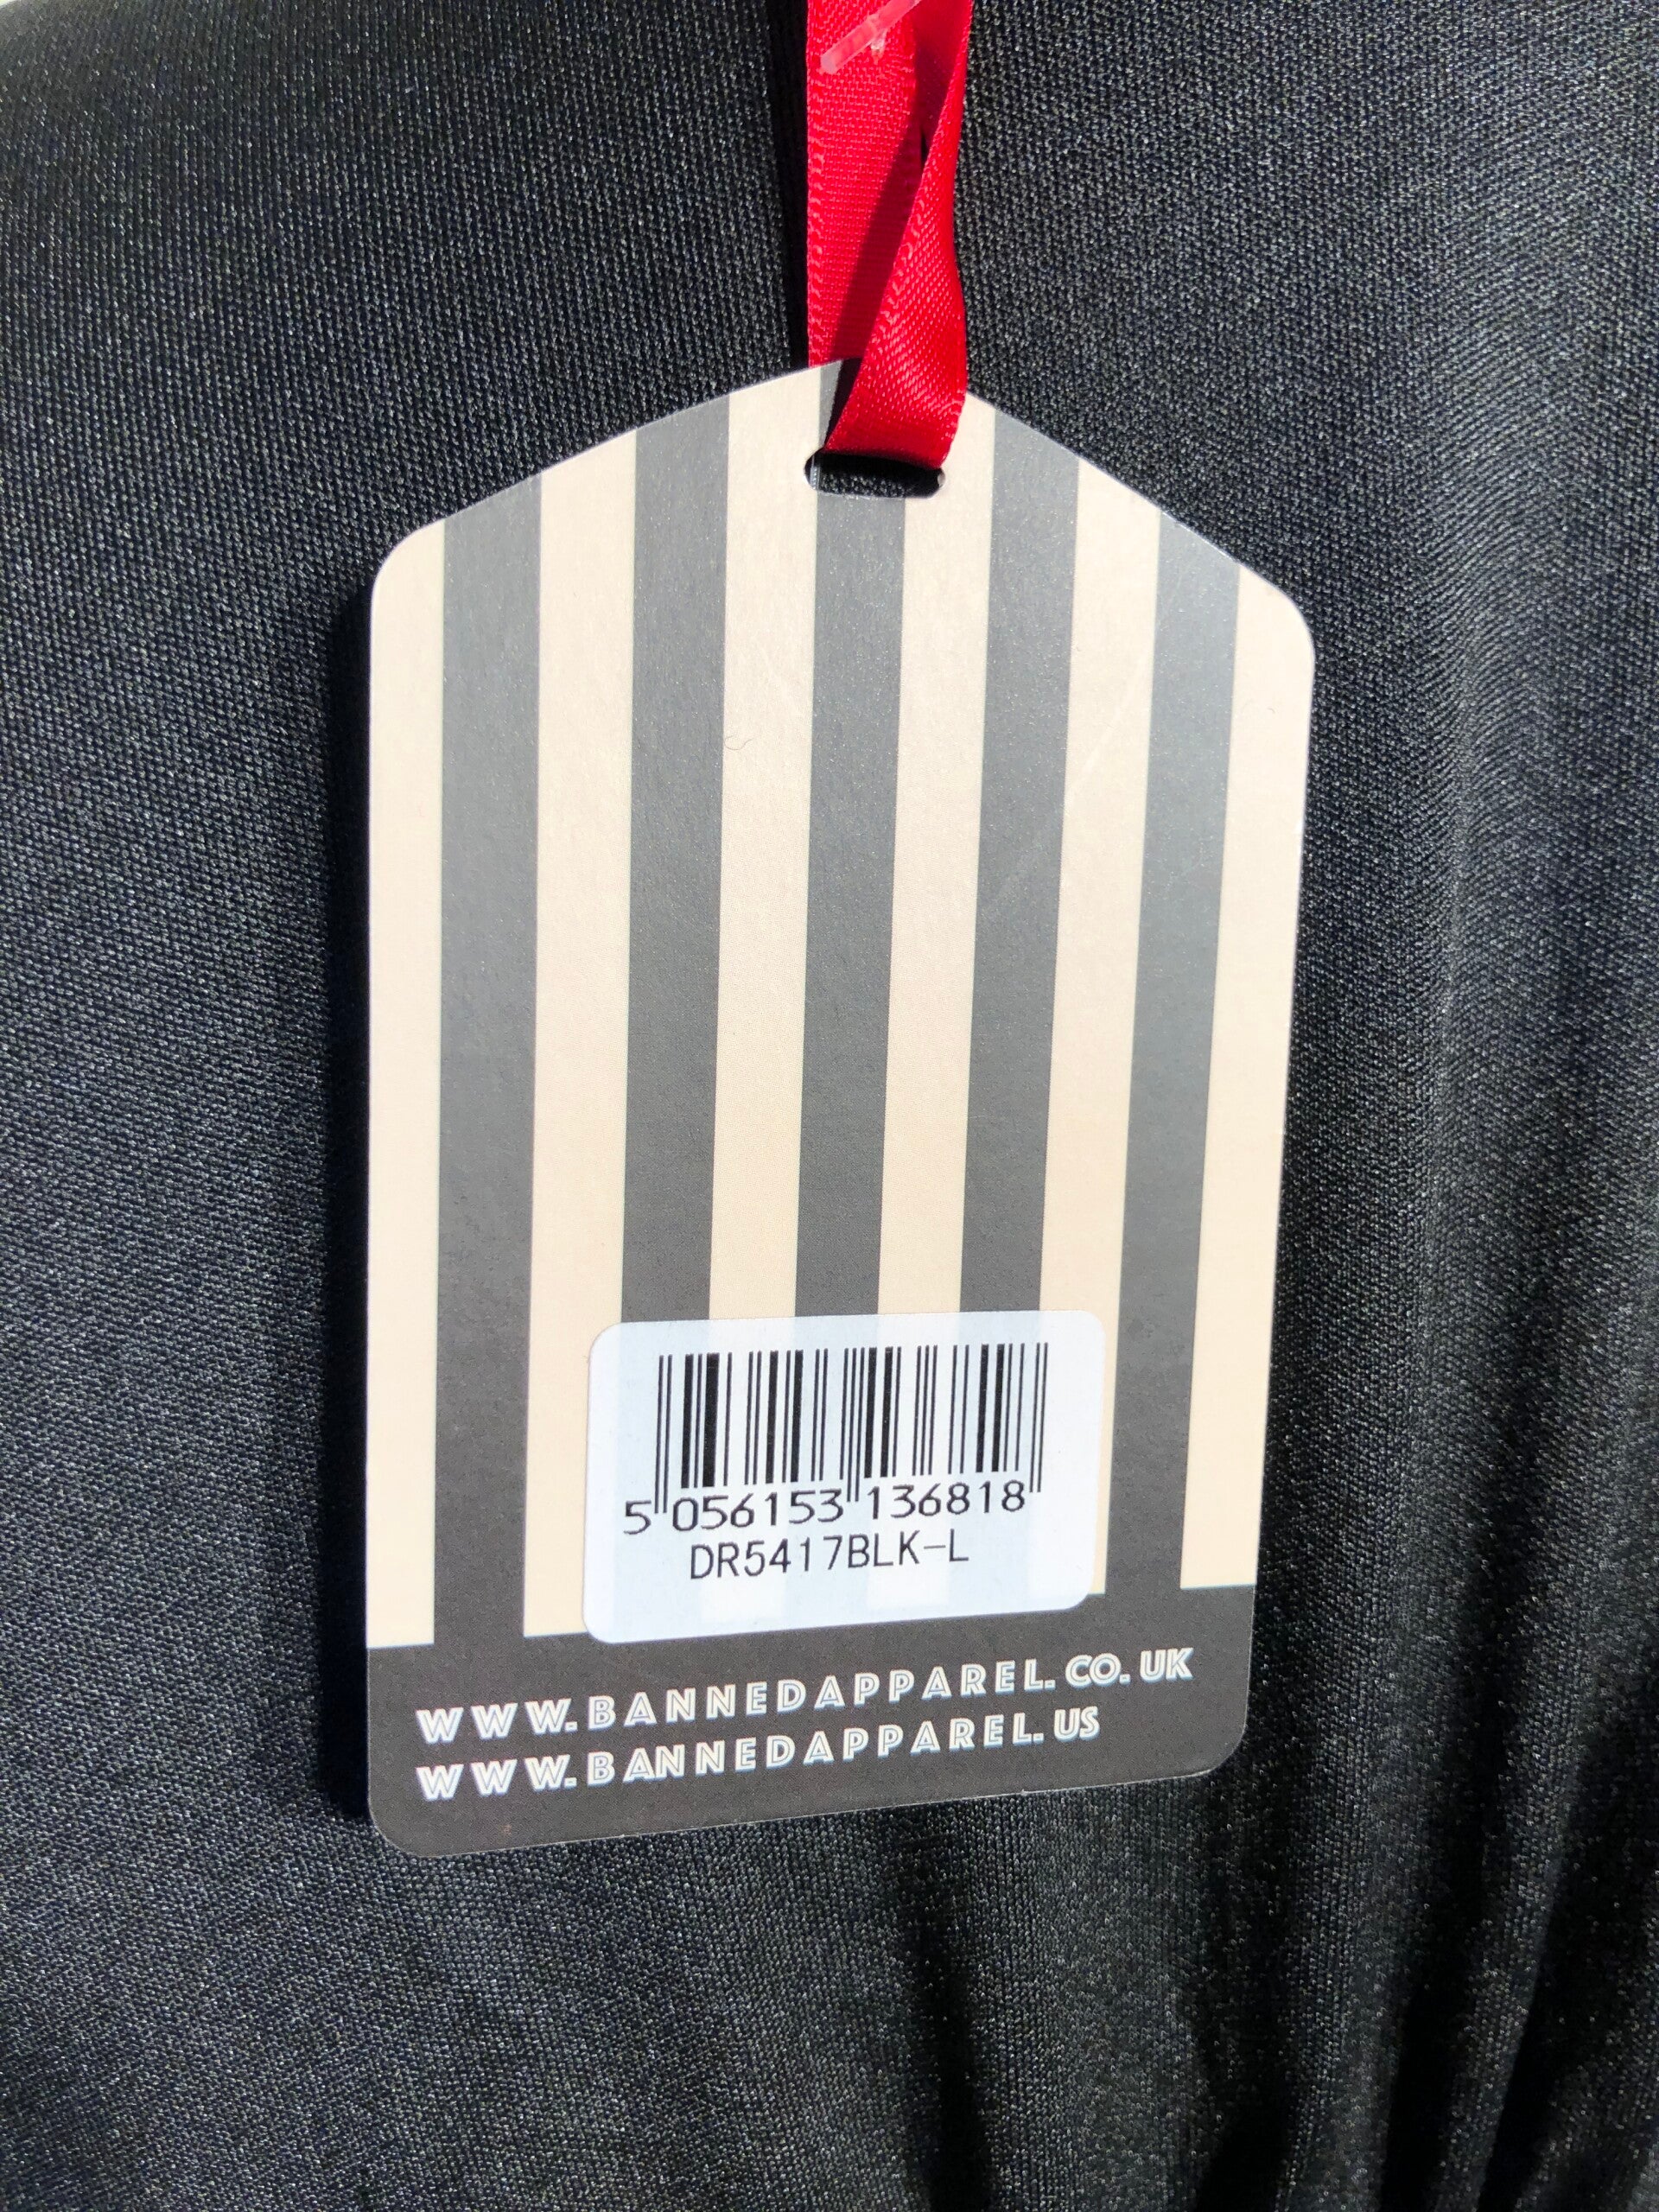 5 056153 136818
DR5417BLK-L
WWW.BANNEDAPPAREL.CO.UK
WWW.BANNEDAPPAREL.US